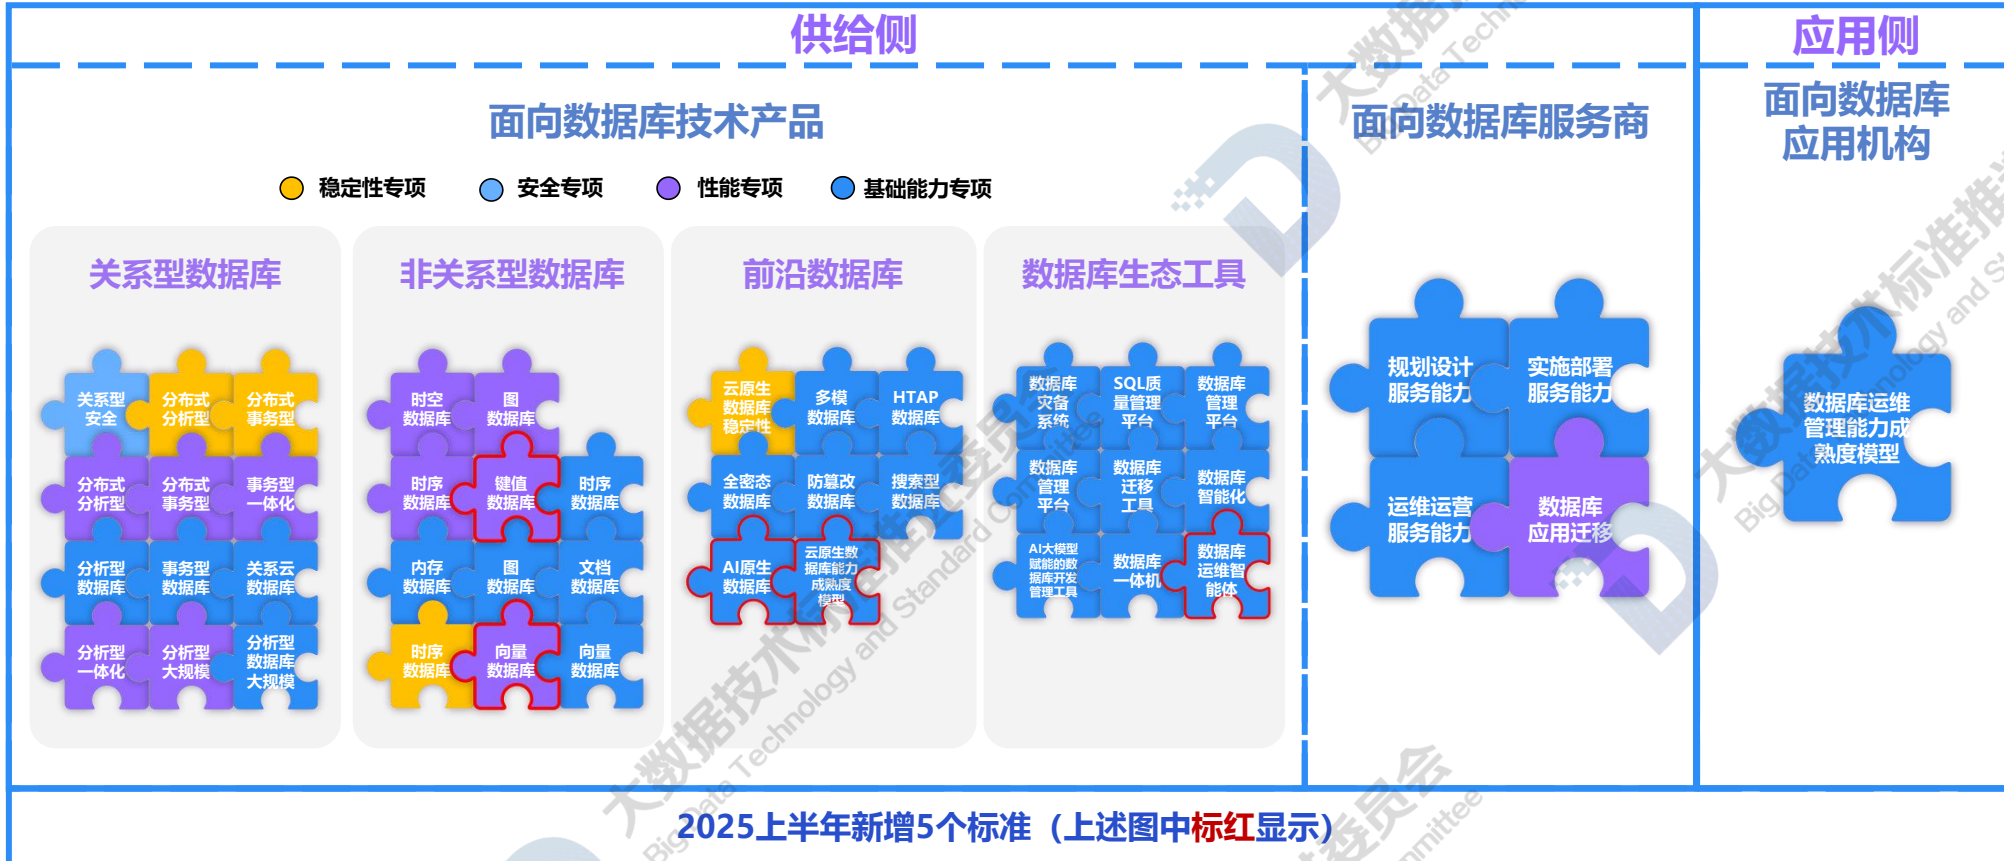 供给侧
应用侧
面向数据库技术产品
面向数据库服务商
面向数据库
应用机构
稳定性专项
安全专项
性能专项
基础能力专项
关系型数据库
关系型
安全
分布式
分析型
分布式
事务型
分布式
分析型
分布式
事务型
事务型
一体化
分析型
数据库
事务型
数据库
关系云
数据库
分析型
一体化
分析型
大规模
分析型
数据库
大规模
非关系型数据库
时空
数据库
图
数据库
时序
数据库
键值
数据库
时序
数据库
内存
数据库
图
数据库
文档
数据库
时序
数据库
向量
数据库
向量
数据库
前沿数据库
云原生
数据库
稳定性
多模
数据库
HTAP
数据库
全密态
数据库
防篡改
数据库
搜索型
数据库
AI原生
数据库
云原生数
据库能力
成熟度
模型
数据库生态工具
数据库
灾备
系统
SQL质
量管理
平台
数据库
管理
平台
数据库
管理
平台
数据库
迁移
工具
数据库
智能化
AI大模型
赋能的数
据库开发
管理工具
数据库
一体机
数据库
运维智
能体
规划设计
服务能力
实施部署
服务能力
运维运营
服务能力
数据库
应用迁移
数据库运维
管理能力成
熟度模型
2025上半年新增5个标准（上述图中标红显示）